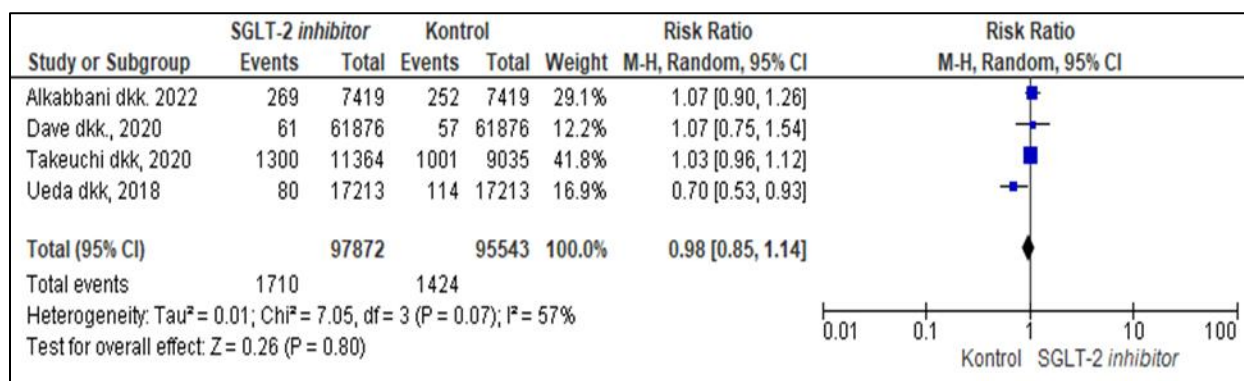 SGLT-2 inhibitor Kontrol Risk Ratio Risk Ratio
Study or Subgroup Events Total Events Total Weight M-H, Random, 95% CI M-H, Random, 95% CI
Alkabbani dkk. 2022 269 7419 252 7419 29.1% 1.07 [0.90, 1.26]
Dave dkk., 2020 61 61876 57 61876 12.2% 1.07 [0.75, 1.54]
Takeuchi dkk, 2020 1300 11364 1001 9035 41.8% 1.03 [0.96, 1.12]
Ueda dkk, 2018 80 17213 114 17213 16.9% 0.70 [0.53, 0.93]
Total (95% CI) 97872 95543 100.0% 0.98 [0.85, 1.14]
Total events 1710 1424
Heterogeneity: Tau² = 0.01; Chi² = 7.05, df = 3 (P = 0.07); I² = 57%
Test for overall effect: Z = 0.26 (P = 0.80)
0.01 0.1 1 10 100
Kontrol SGLT-2 inhibitor